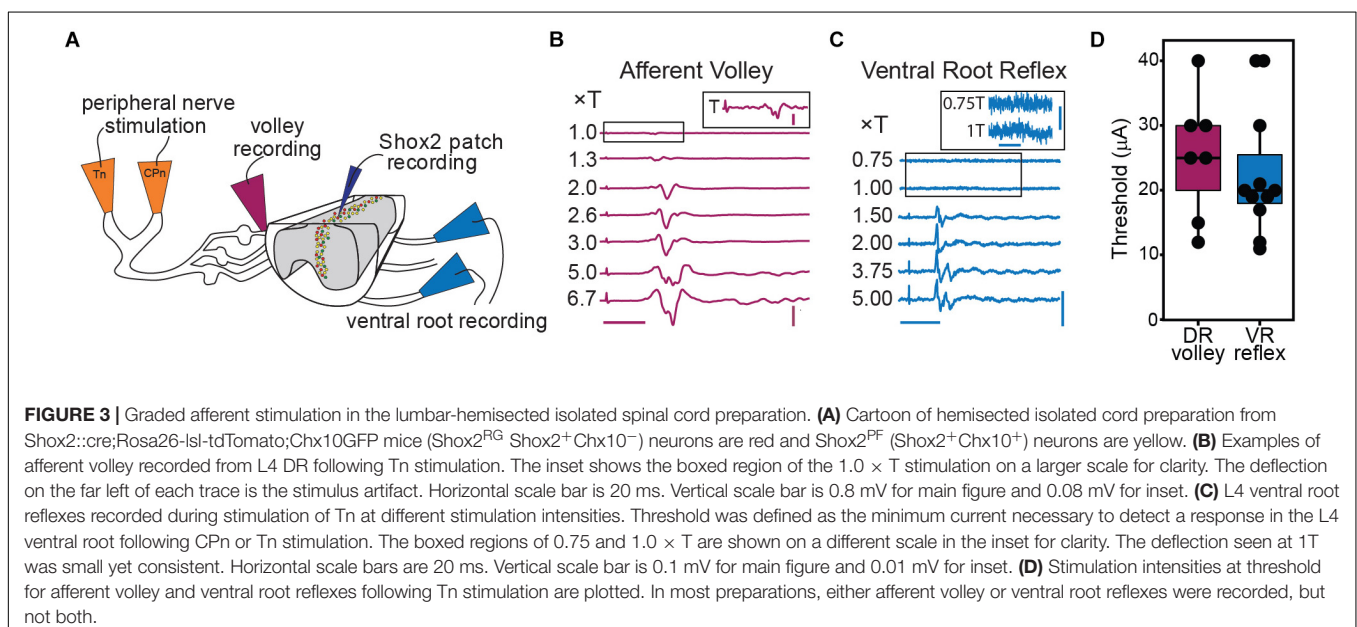 A
peripheral nerve
stimulation
Tn
CPn
volley
recording
Shox2 patch
recording
ventral root recording
B
Afferent Volley
×T
T
1.0
1.3
2.0
2.6
3.0
5.0
6.7
C
Ventral Root Reflex
×T
0.75T
1T
0.75
1.00
1.50
2.00
3.75
5.00
D
Threshold (μA)
40
30
20
10
0
DR
volley
VR
reflex
FIGURE 3 | Graded afferent stimulation in the lumbar-hemisected isolated spinal cord preparation. (A) Cartoon of hemisected isolated cord preparation from
Shox2::cre;Rosa26-lsl-tdTomato;Chx10GFP mice (Shox2RG Shox2+Chx10−) neurons are red and Shox2PF (Shox2+Chx10+) neurons are yellow. (B) Examples of
afferent volley recorded from L4 DR following Tn stimulation. The inset shows the boxed region of the 1.0 × T stimulation on a larger scale for clarity. The deflection
on the far left of each trace is the stimulus artifact. Horizontal scale bar is 20 ms. Vertical scale bar is 0.8 mV for main figure and 0.08 mV for inset. (C) L4 ventral root
reflexes recorded during stimulation of Tn at different stimulation intensities. Threshold was defined as the minimum current necessary to detect a response in the L4
ventral root following CPn or Tn stimulation. The boxed regions of 0.75 and 1.0 × T are shown on a different scale in the inset for clarity. The deflection seen at 1T
was small yet consistent. Horizontal scale bars are 20 ms. Vertical scale bar is 0.1 mV for main figure and 0.01 mV for inset. (D) Stimulation intensities at threshold
for afferent volley and ventral root reflexes following Tn stimulation are plotted. In most preparations, either afferent volley or ventral root reflexes were recorded, but
not both.